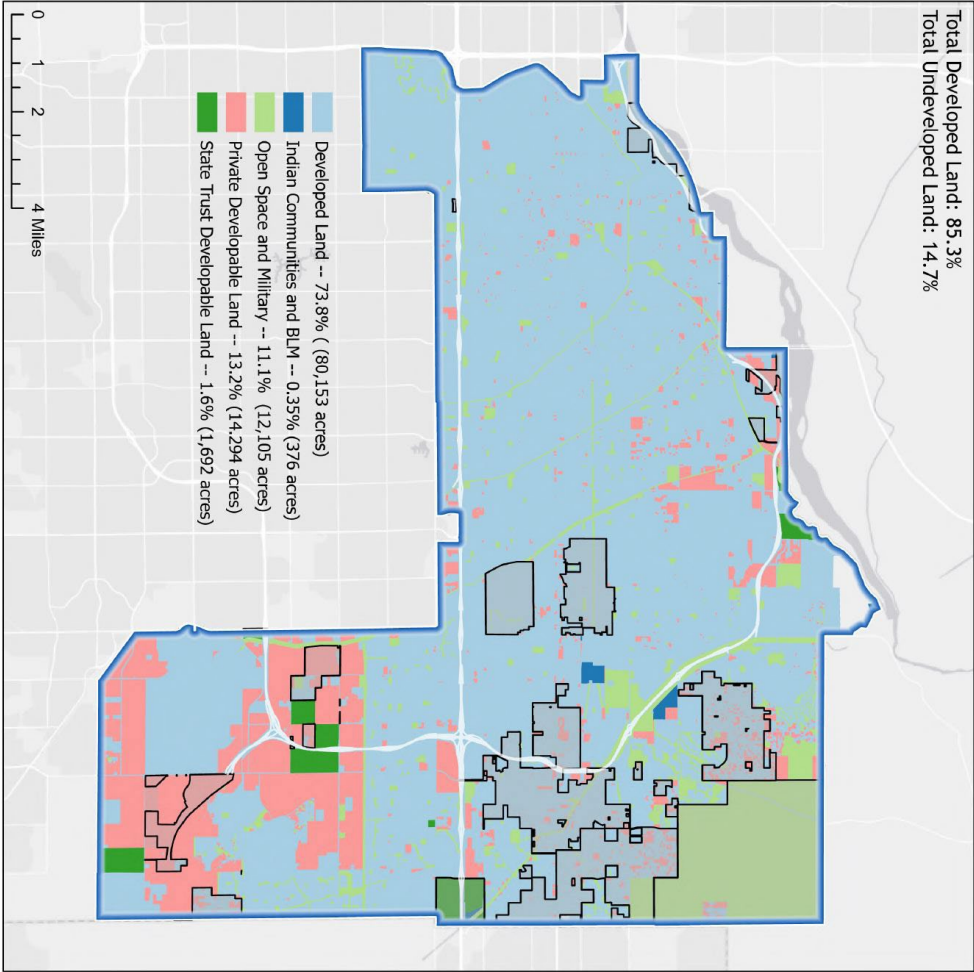 Total Developed Land: 85.3%
Total Undeveloped Land: 14.7%
Developed Land -- 73.8% ( (80,153 acres)
Indian Communities and BLM -- 0.35% (376 acres)
Open Space and Military -- 11.1% (12,105 acres)
Private Developable Land -- 13.2% (14.294 acres)
State Trust Developable Land -- 1.6% (1,692 acres)
0 1 2 4 Miles